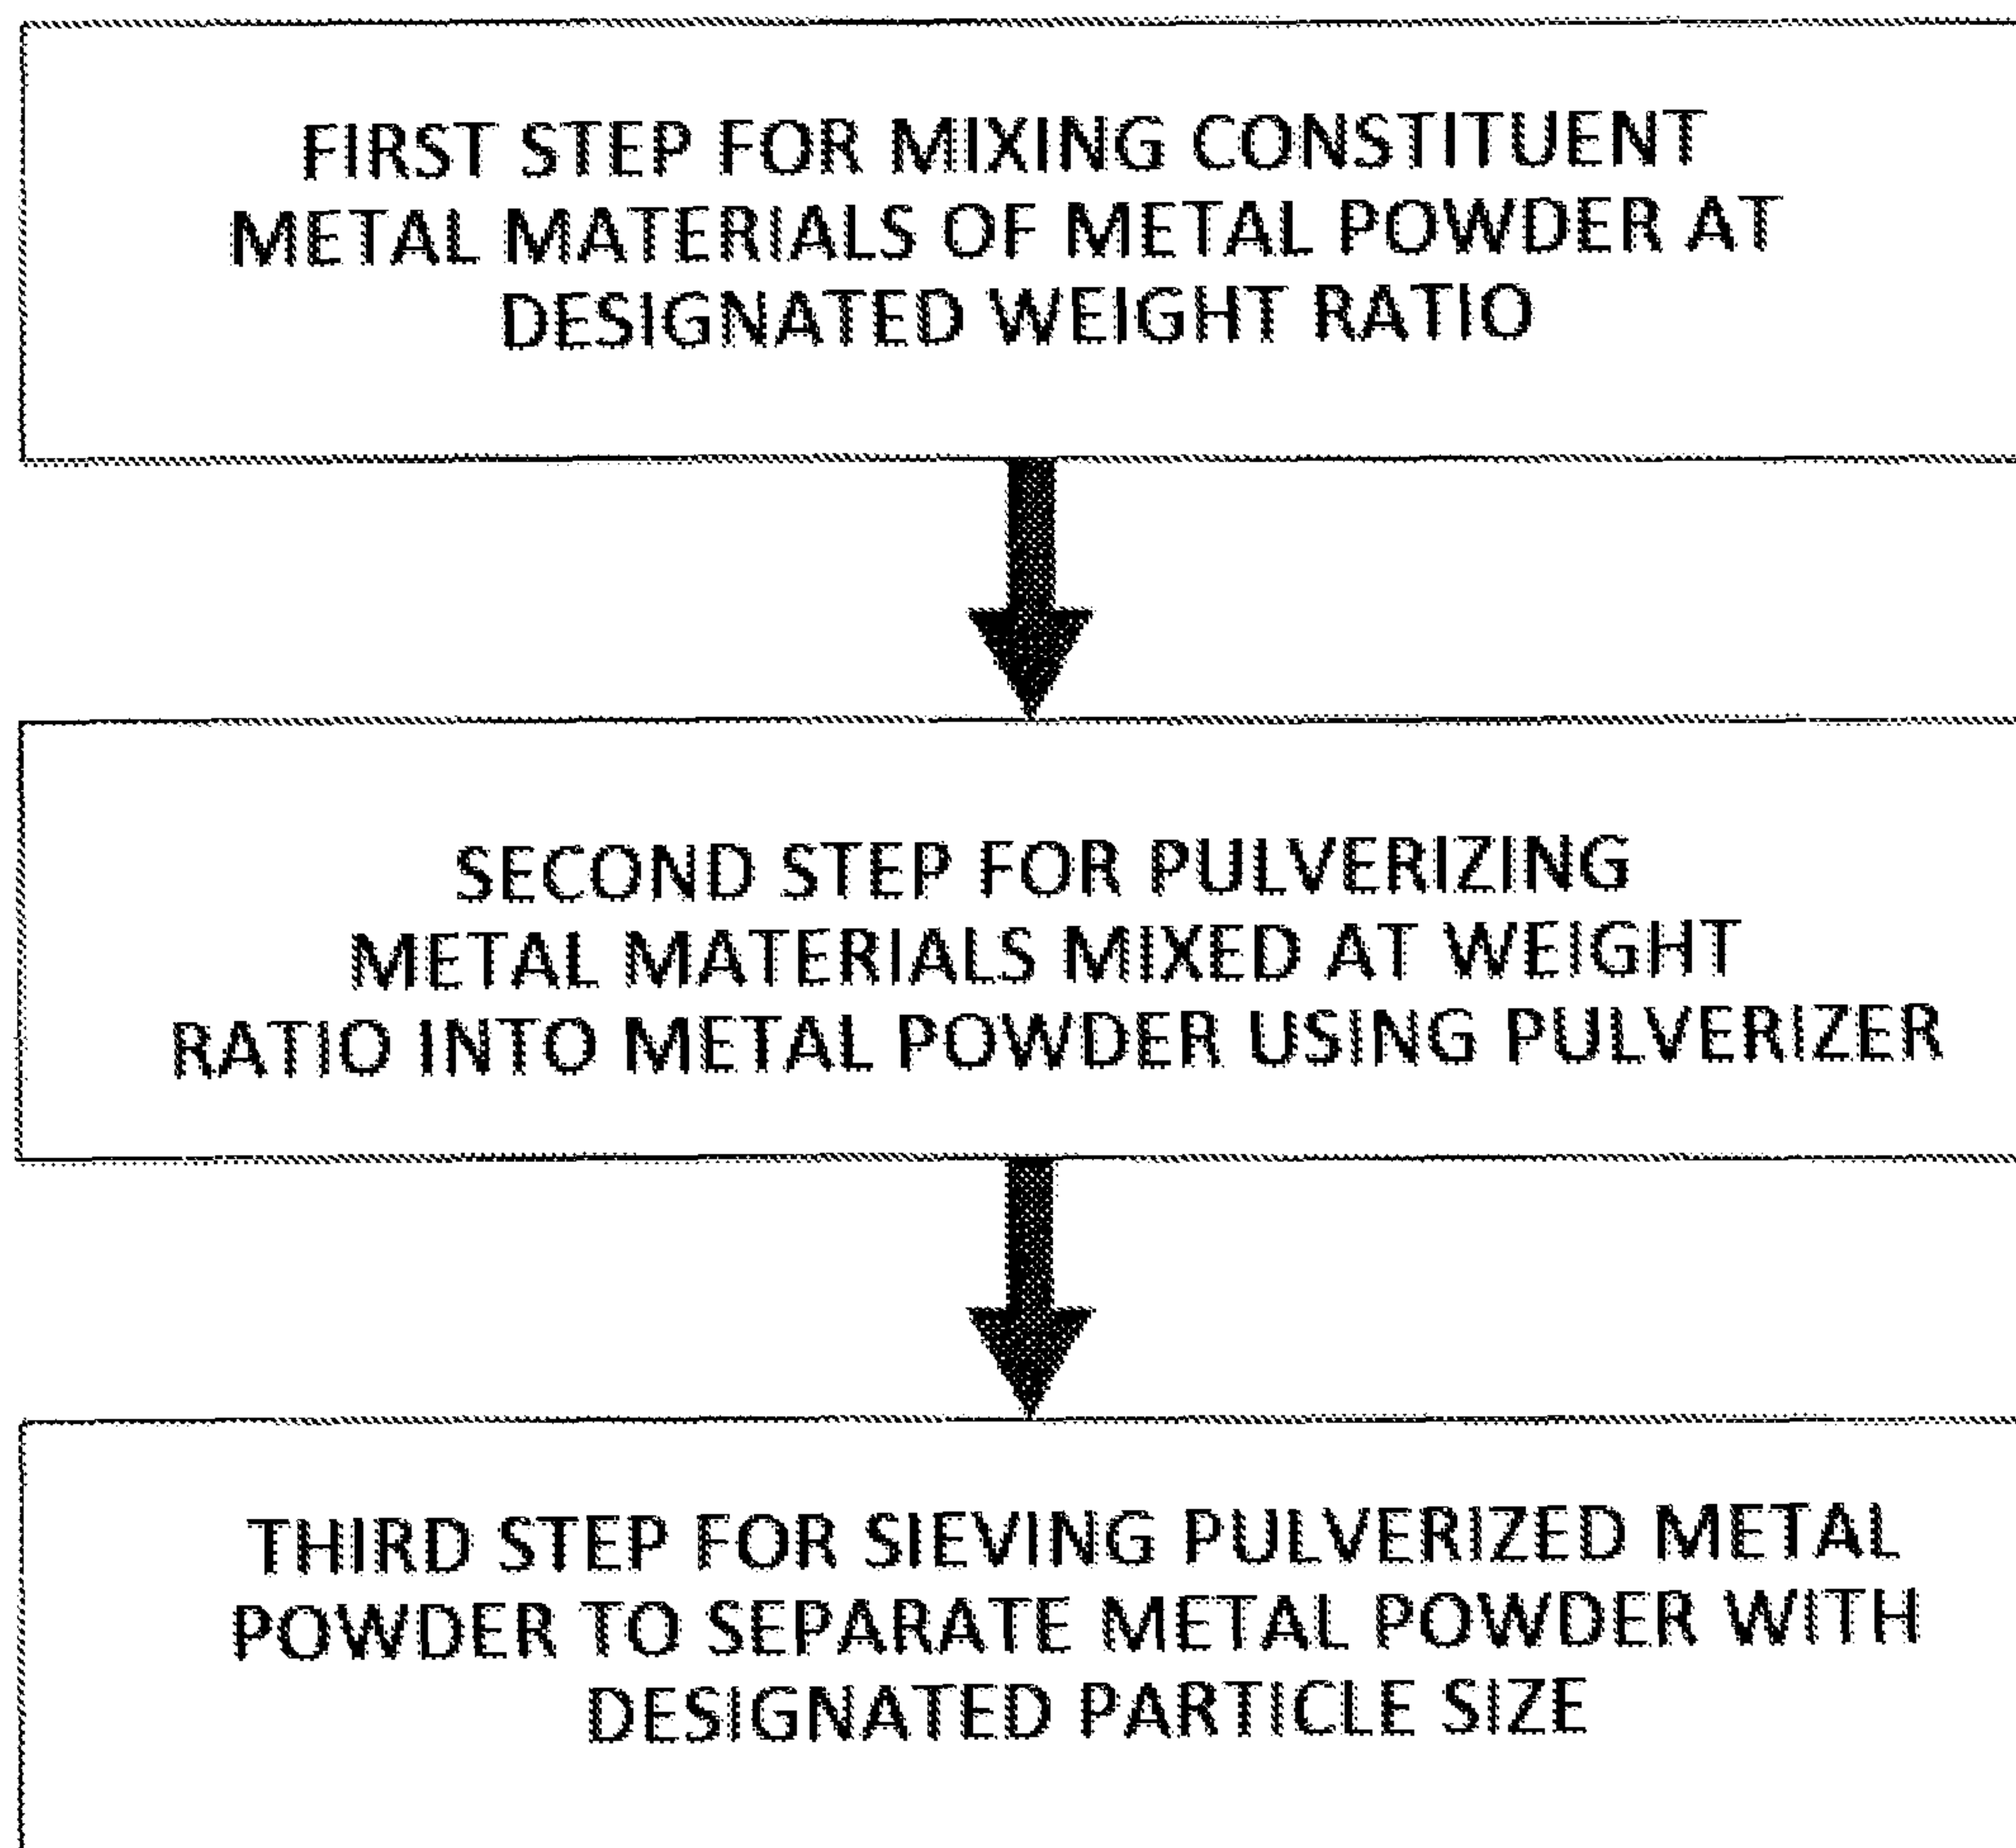 FIRST STEP FOR MIXING CONSTITUENT
METAL MATERIALS OF METAL POWDER AT
DESIGNATED WEIGHT RATIO
SECOND STEP FOR PULVERIZING
METAL MATERIALS MIXED AT WEIGHT
RATIO INTO METAL POWDER USING PULVERIZER
THIRD STEP FOR SIEVING PULVERIZED METAL
POWDER TO SEPARATE METAL POWDER WITH
DESIGNATED PARTICLE SIZE